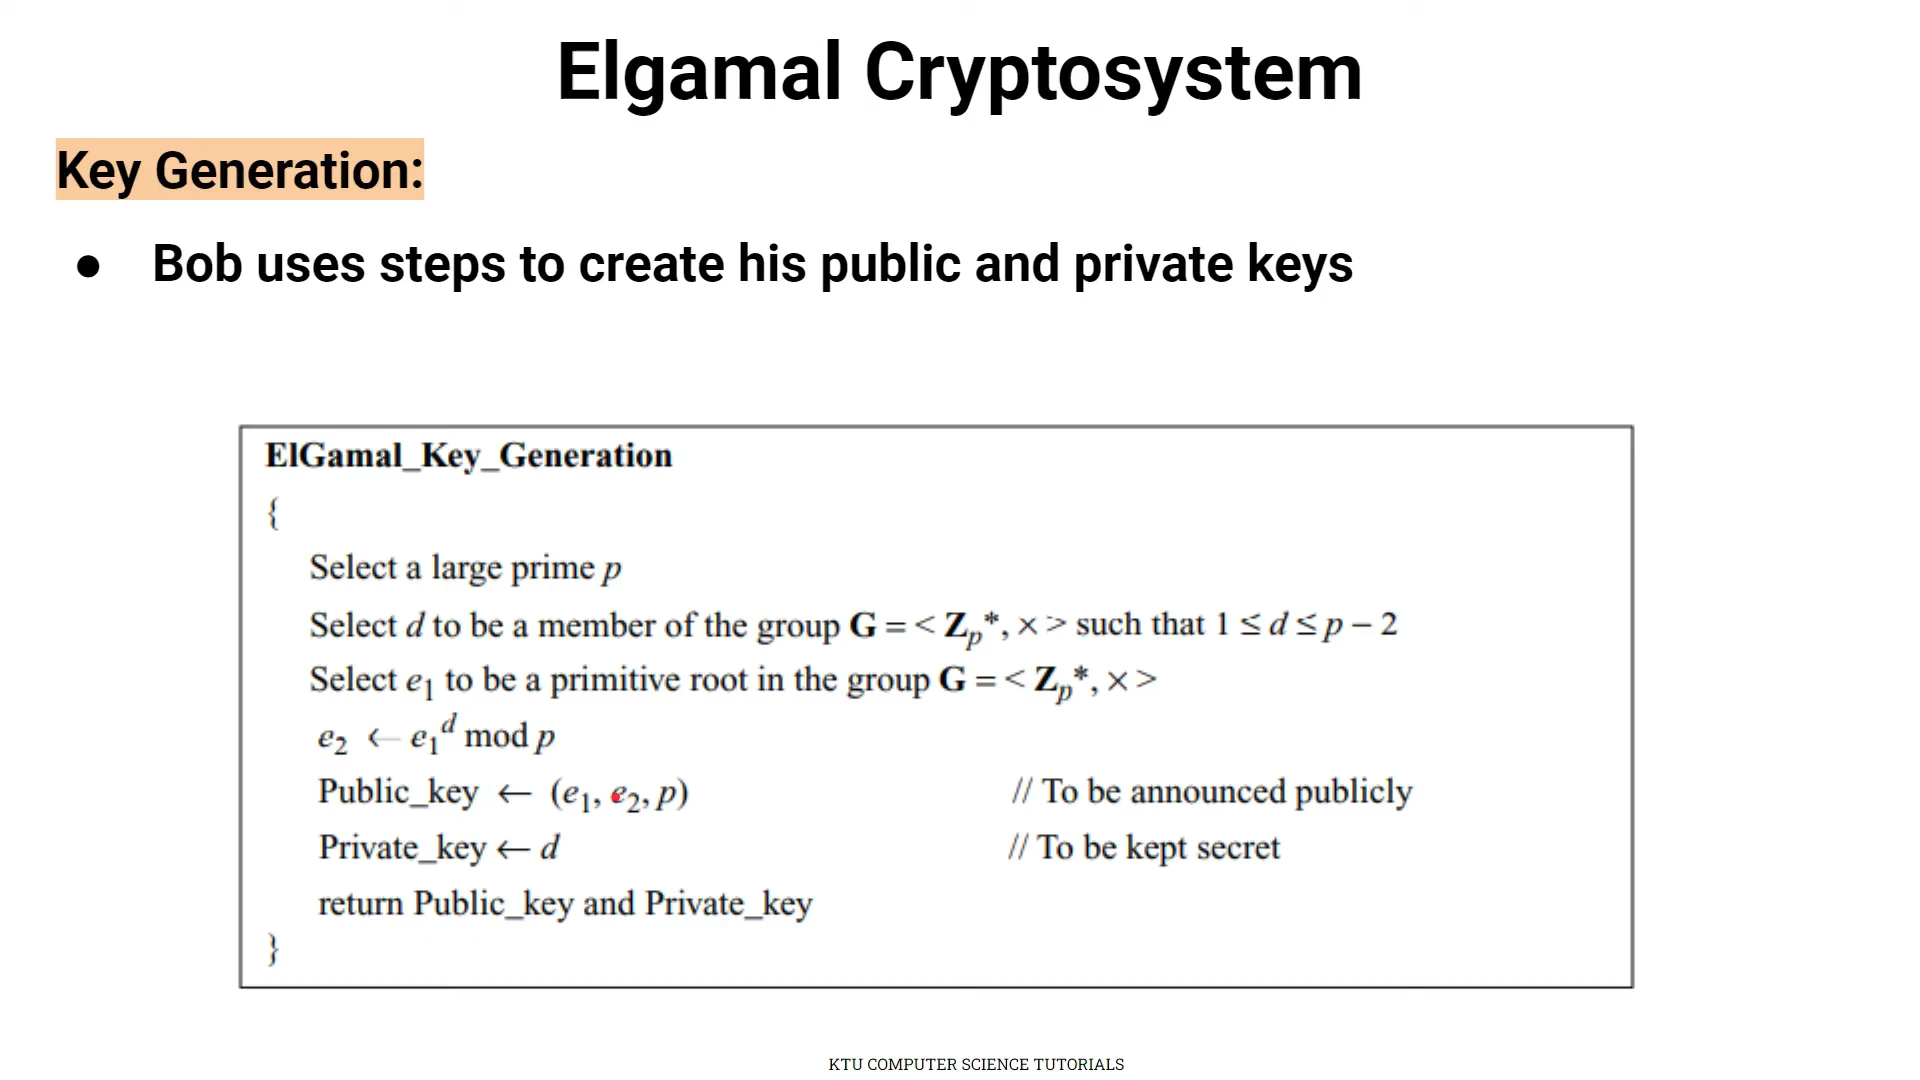 Elgamal Cryptosystem
Key Generation:
● Bob uses steps to create his public and private keys
ElGamal_Key_Generation
{
Select a large prime p
Select d to be a member of the group G = < Zp*, × > such that 1 ≤ d ≤ p − 2
Select e1 to be a primitive root in the group G = < Zp*, × >
e2 ← e1^d mod p
Public_key ← (e1, e2, p) // To be announced publicly
Private_key ← d // To be kept secret
return Public_key and Private_key
}
KTU COMPUTER SCIENCE TUTORIALS